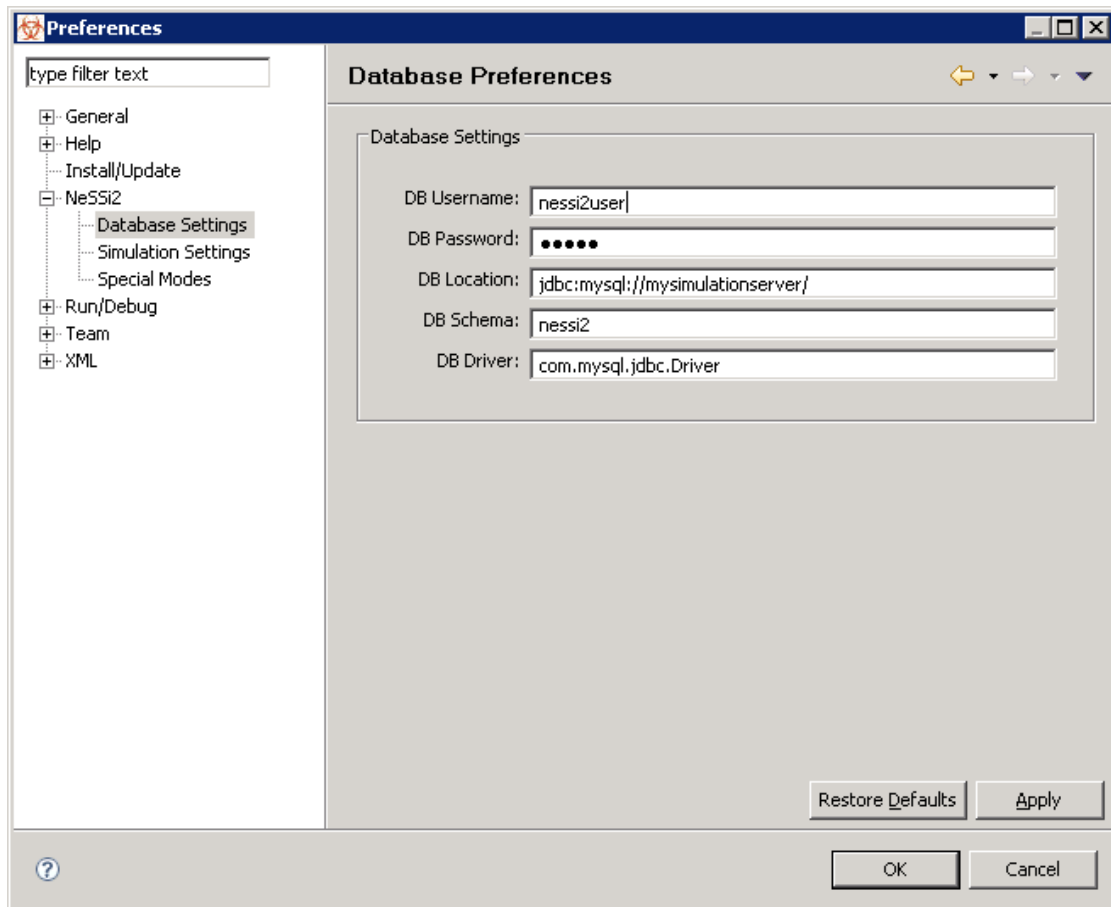 Preferences
type filter text
General
Help
Install/Update
NeSSi2
Database Settings
Simulation Settings
Special Modes
Run/Debug
Team
XML
Database Preferences
Database Settings
DB Username: nessi2user
DB Password: ●●●●●
DB Location: jdbc:mysql://mysimulationserver/
DB Schema: nessi2
DB Driver: com.mysql.jdbc.Driver
Restore Defaults Apply
OK Cancel